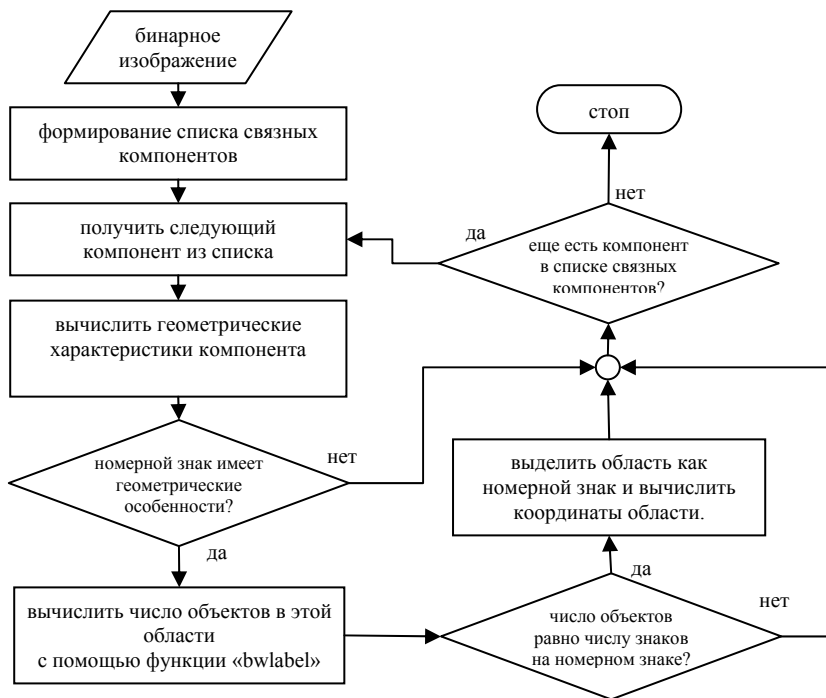 бинарное
изображение
формирование списка связных
компонентов
получить следующий
компонент из списка
вычислить геометрические
характеристики компонента
номерной знак имеет
геометрические
особенности?
нет
да
вычислить число объектов в этой
области
с помощью функции «bwlabel»
число объектов
равно числу знаков
на номерном знаке?
да
нет
выделить область как
номерной знак и вычислить
координаты области.
еще есть компонент
в списке связных
компонентов?
да
нет
стоп